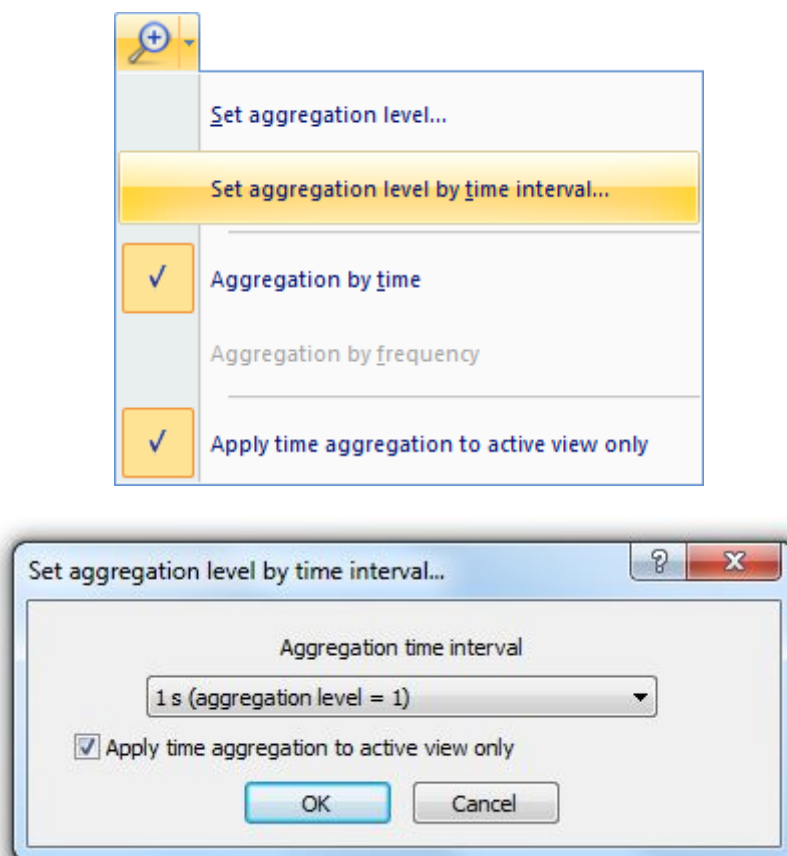 Set aggregation level...
Set aggregation level by time interval...
Aggregation by time
Aggregation by frequency
Apply time aggregation to active view only
Set aggregation level by time interval...
Aggregation time interval
1 s (aggregation level = 1)
Apply time aggregation to active view only
OK Cancel